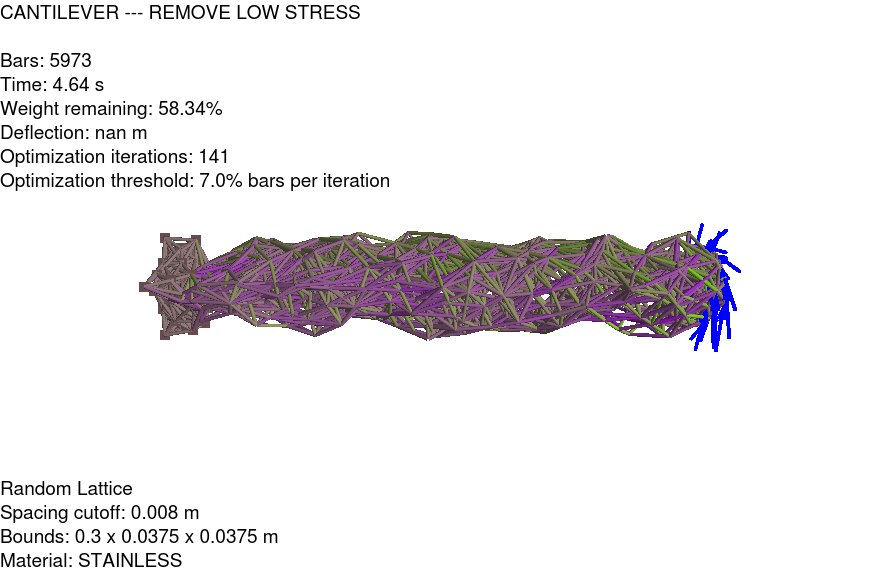 CANTILEVER --- REMOVE LOW STRESS
Bars: 5973
Time: 4.64 s
Weight remaining: 58.34%
Deflection: nan m
Optimization iterations: 141
Optimization threshold: 7.0% bars per iteration
Random Lattice
Spacing cutoff: 0.008 m
Bounds: 0.3 x 0.0375 x 0.0375 m
Material: STAINLESS